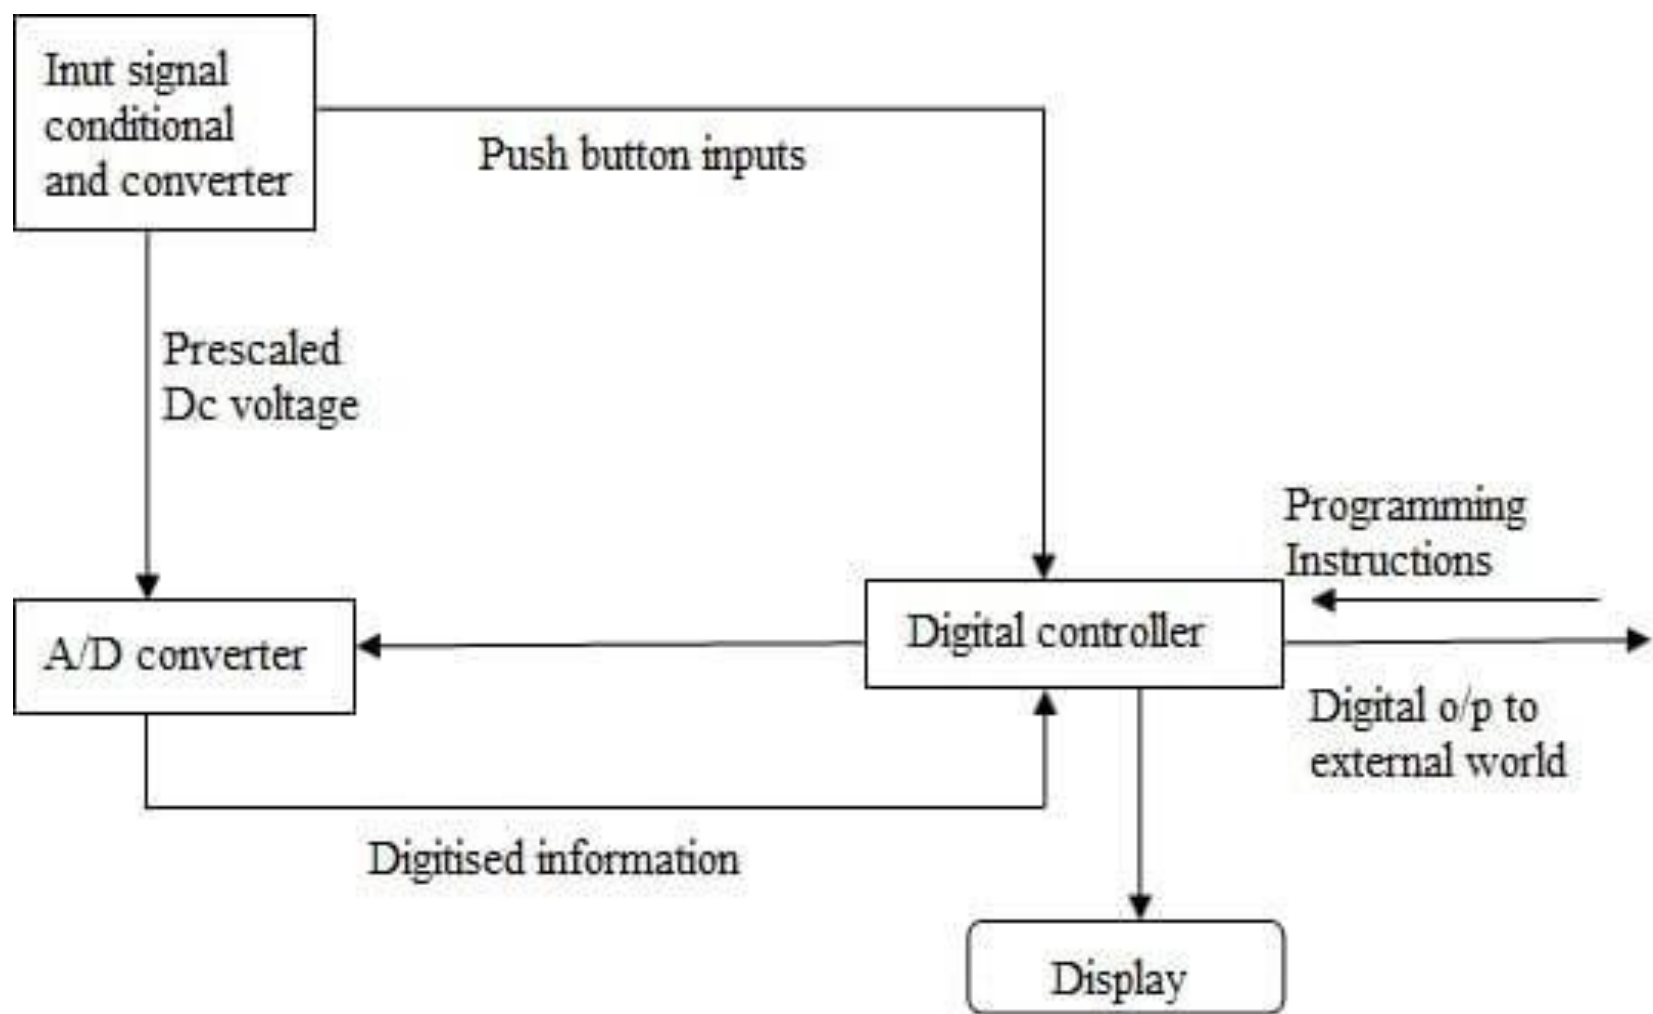 Inut signal
conditional
and converter
Push button inputs
Prescaled
Dc voltage
Programming
Instructions
A/D converter
Digital controller
Digital o/p to
external world
Digitised information
Display